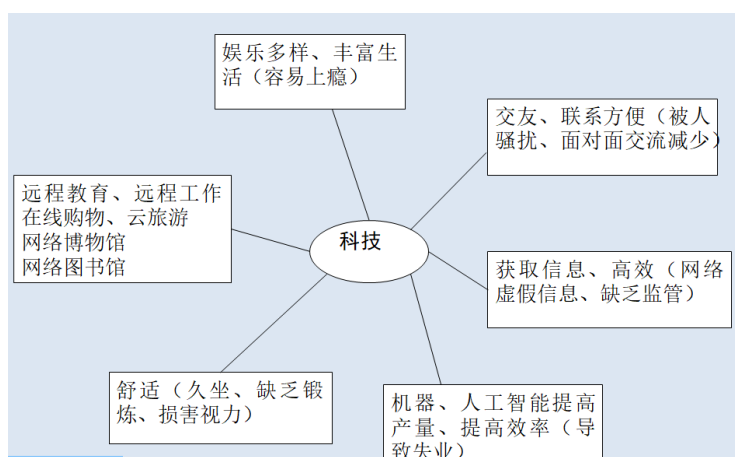 娱乐多样、丰富生
活（容易上瘾）
交友、联系方便（被人
骚扰、面对面交流减少）
远程教育、远程工作
在线购物、云旅游
网络博物馆
网络图书馆
科技
获取信息、高效（网络
虚假信息、缺乏监管）
舒适（久坐、缺乏锻
炼、损害视力）
机器、人工智能提高
产量、提高效率（导
致失业）